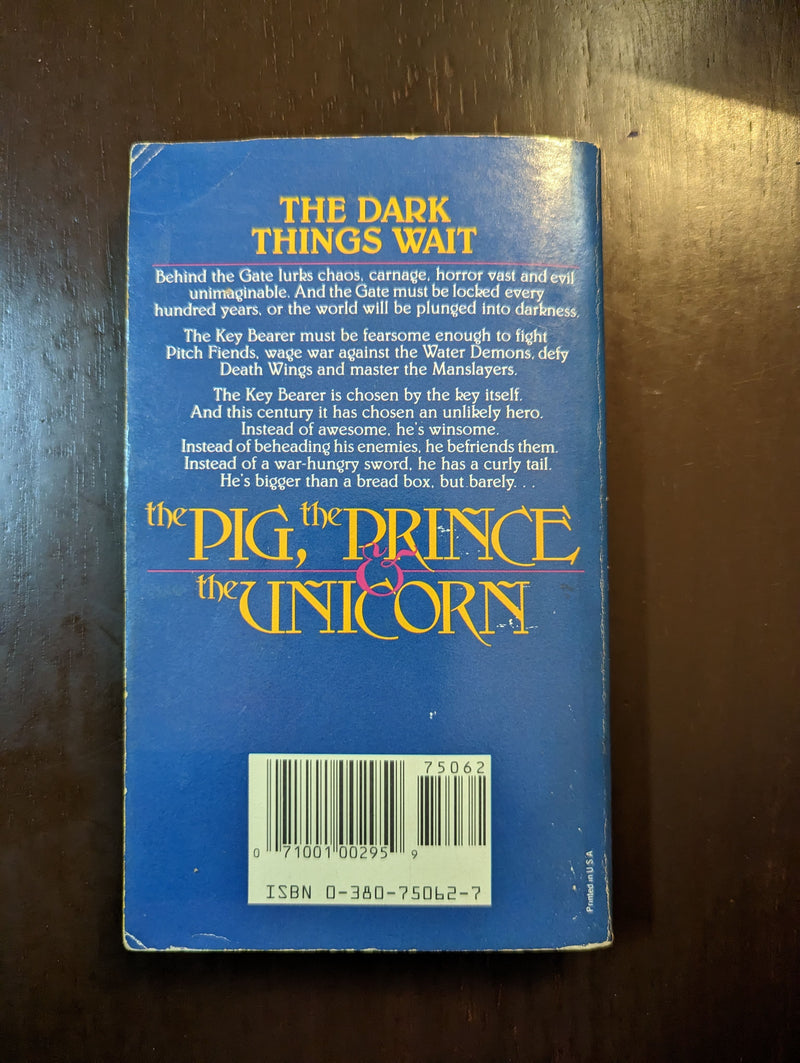 THE DARK
THINGS WAIT
Behind the Gate lurks chaos, carnage, horror vast and evil
unimaginable. And the Gate must be locked every
hundred years, or the world will be plunged into darkness.
The Key Bearer must be fearsome enough to fight
Pitch Fiends, wage war against the Water Demons, defy
Death Wings and master the Manslayers.
The Key Bearer is chosen by the key itself.
And this century it has chosen an unlikely hero.
Instead of awesome, he's winsome.
Instead of beheading his enemies, he befriends them.
Instead of a war-hungry sword, he has a curly tail.
He's bigger than a bread box, but barely. . .
the PIG, the PRINCE
&
the UNICORN
75062
0 71001 00295 9
ISBN 0-380-75062-7
Printed in U.S.A.